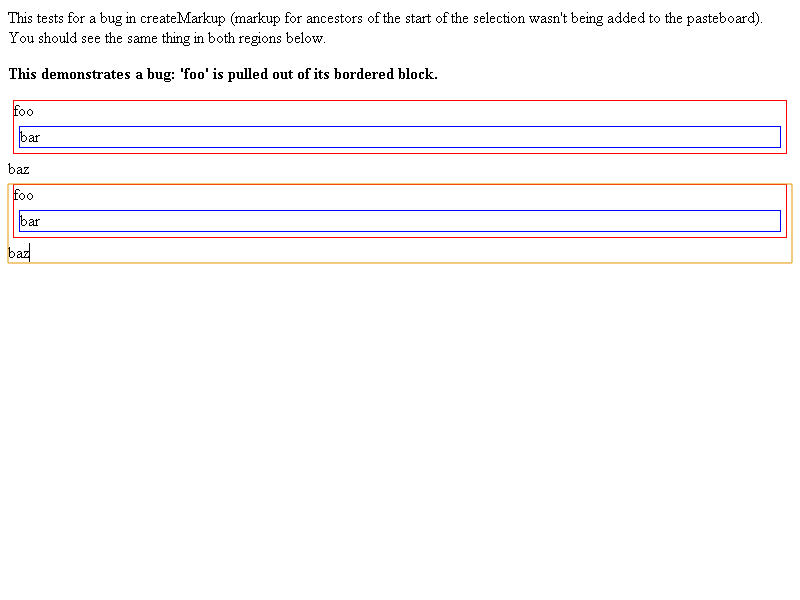 This tests for a bug in createMarkup (markup for ancestors of the start of the selection wasn't being added to the pasteboard).
You should see the same thing in both regions below.
This demonstrates a bug: 'foo' is pulled out of its bordered block.
foo
bar
baz
foo
bar
baz